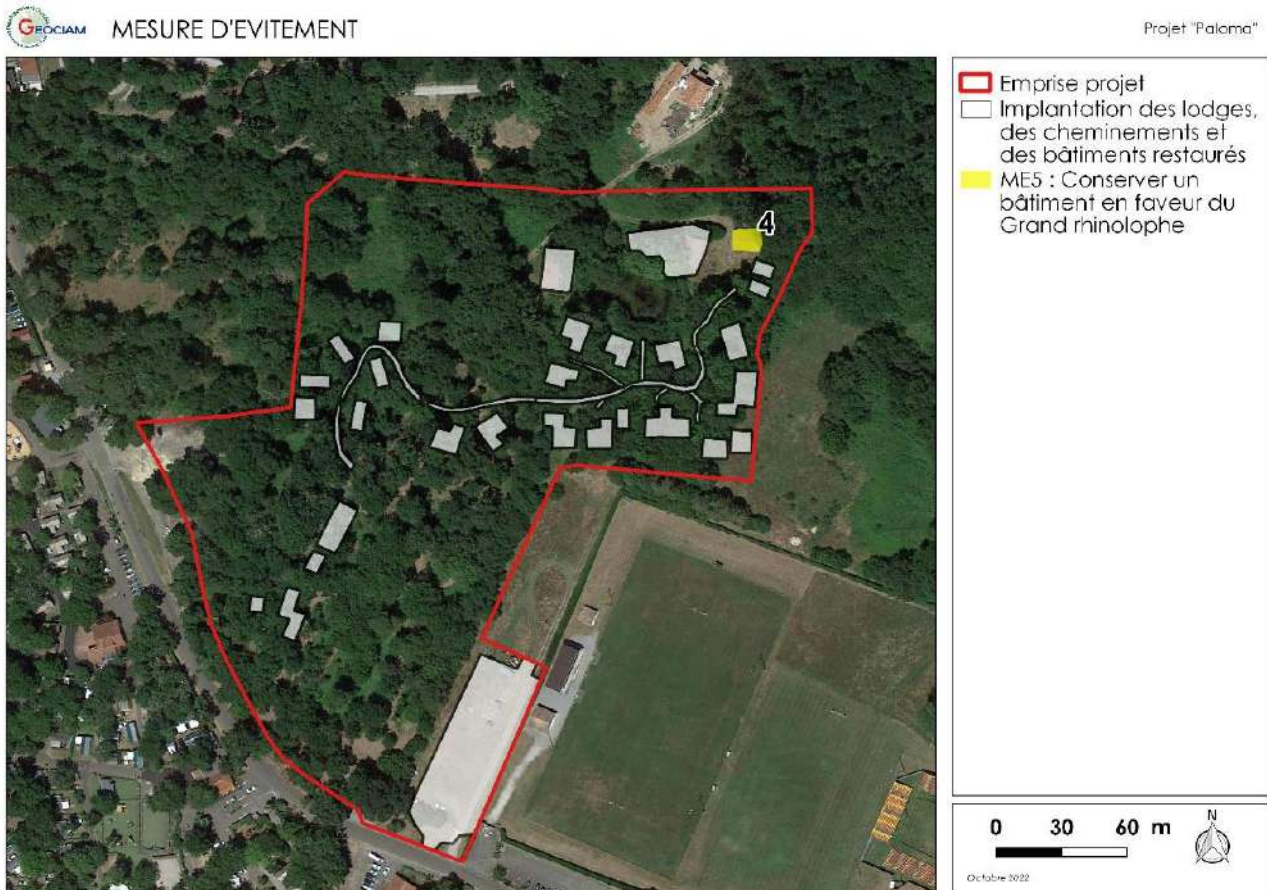 GEOCIAM
MESURE D'EVITEMENT
Projet "Paloma"
Emprise projet
Implantation des lodges,
des cheminements et
des bâtiments restaurés
ME5 : Conserver un
bâtiment en faveur du
Grand rhinolophe
4
0 30 60 m
N
Octobre 2022